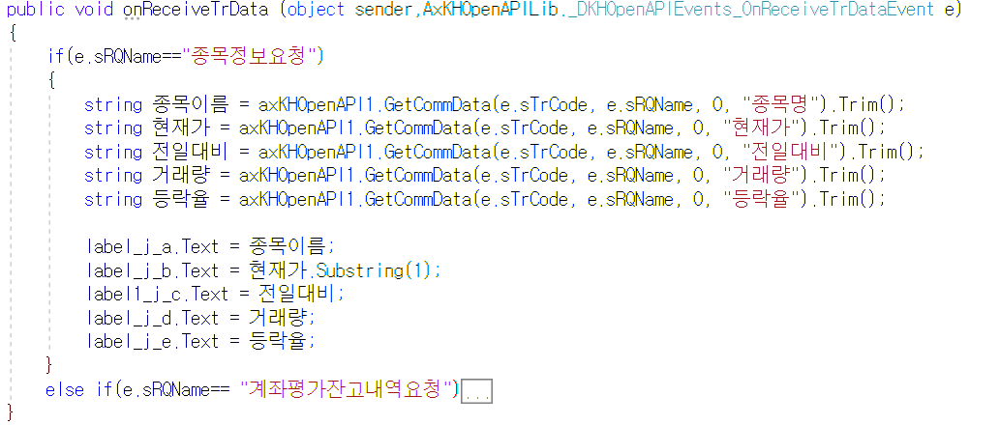 public void onReceiveTrData (object sender,AxKHOpenAPILib._DKHOpenAPIEvents_OnReceiveTrDataEvent e)
{
if(e.sRQName=="종목정보요청")
{
string 종목이름 = axKHOpenAPI1.GetCommData(e.sTrCode, e.sRQName, 0, "종목명").Trim();
string 현재가 = axKHOpenAPI1.GetCommData(e.sTrCode, e.sRQName, 0, "현재가").Trim();
string 전일대비 = axKHOpenAPI1.GetCommData(e.sTrCode, e.sRQName, 0, "전일대비").Trim();
string 거래량 = axKHOpenAPI1.GetCommData(e.sTrCode, e.sRQName, 0, "거래량").Trim();
string 등락율 = axKHOpenAPI1.GetCommData(e.sTrCode, e.sRQName, 0, "등락율").Trim();
label_j_a.Text = 종목이름;
label_j_b.Text = 현재가.Substring(1);
label1_j_c.Text = 전일대비;
label_j_d.Text = 거래량;
label_j_e.Text = 등락율;
}
else if(e.sRQName== "계좌평가잔고내역요청")...
}